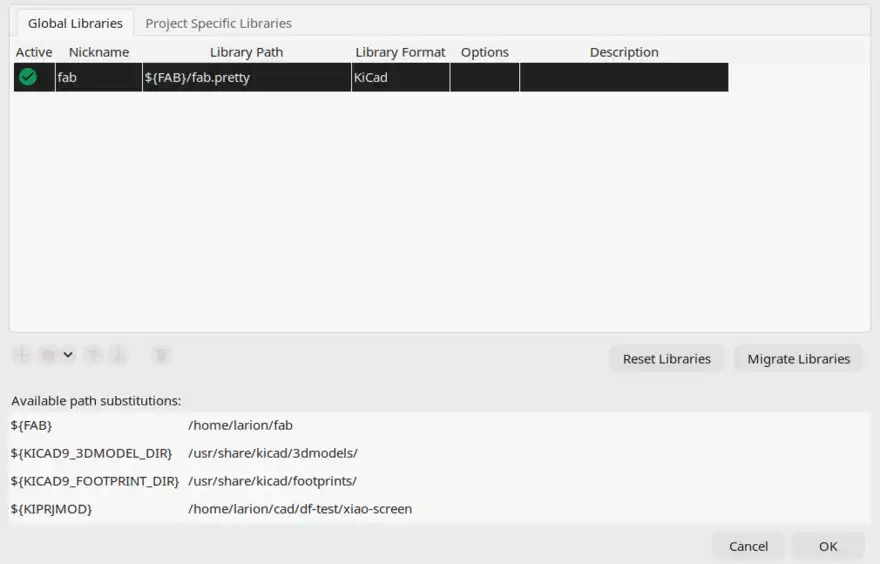 Global Libraries Project Specific Libraries
Active Nickname Library Path Library Format Options Description
fab ${FAB}/fab.pretty KiCad
Reset Libraries Migrate Libraries
Available path substitutions:
${FAB} /home/larion/fab
${KICAD9_3DMODEL_DIR} /usr/share/kicad/3dmodels/
${KICAD9_FOOTPRINT_DIR} /usr/share/kicad/footprints/
${KIPRJMOD} /home/larion/cad/df-test/xiao-screen
Cancel OK